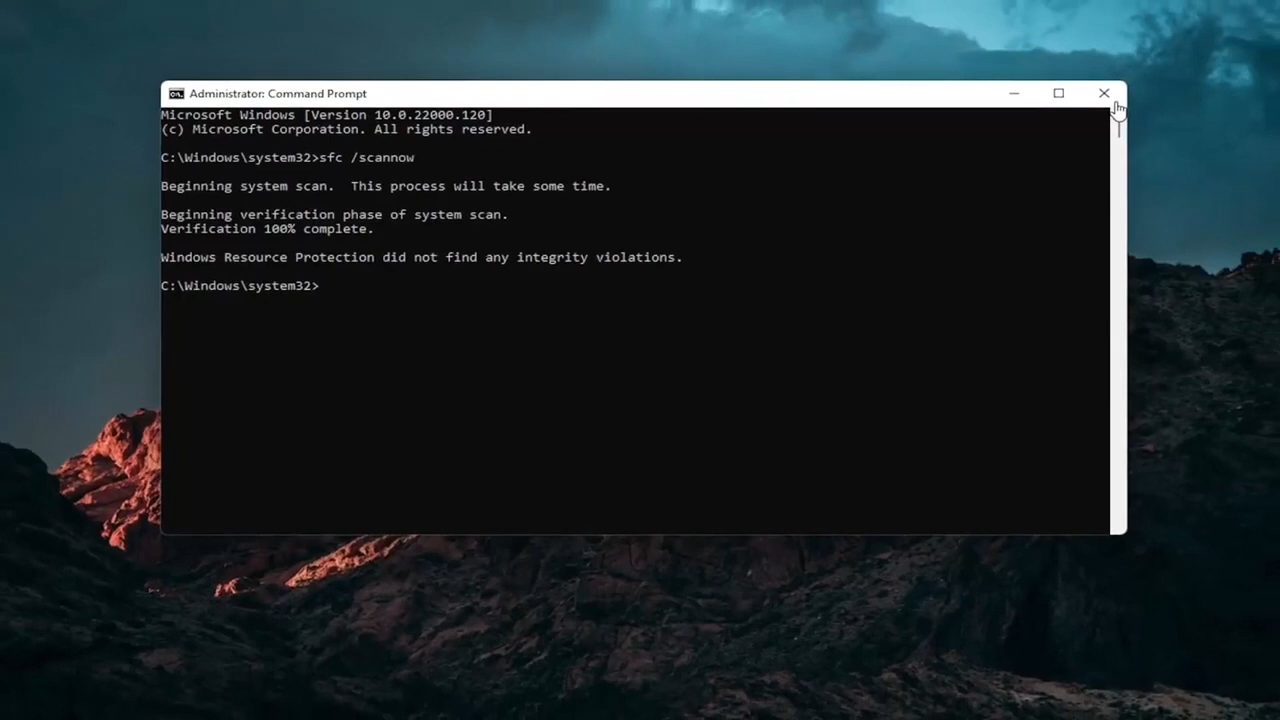 Administrator: Command Prompt
Microsoft Windows [Version 10.0.22000.120]
(c) Microsoft Corporation. All rights reserved.
C:\Windows\system32>sfc /scannow
Beginning system scan.  This process will take some time.
Beginning verification phase of system scan.
Verification 100% complete.
Windows Resource Protection did not find any integrity violations.
C:\Windows\system32>